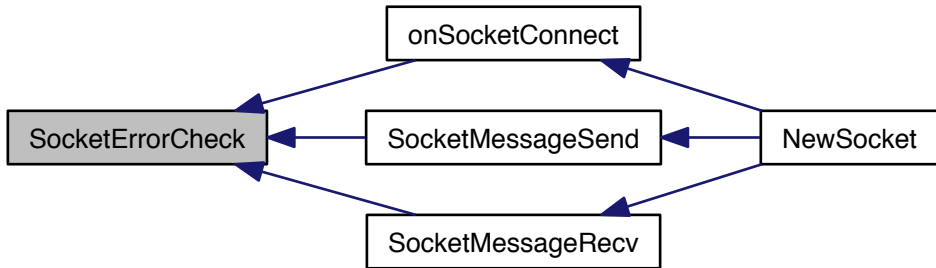 onSocketConnect
SocketErrorCheck
SocketMessageSend
NewSocket
SocketMessageRecv